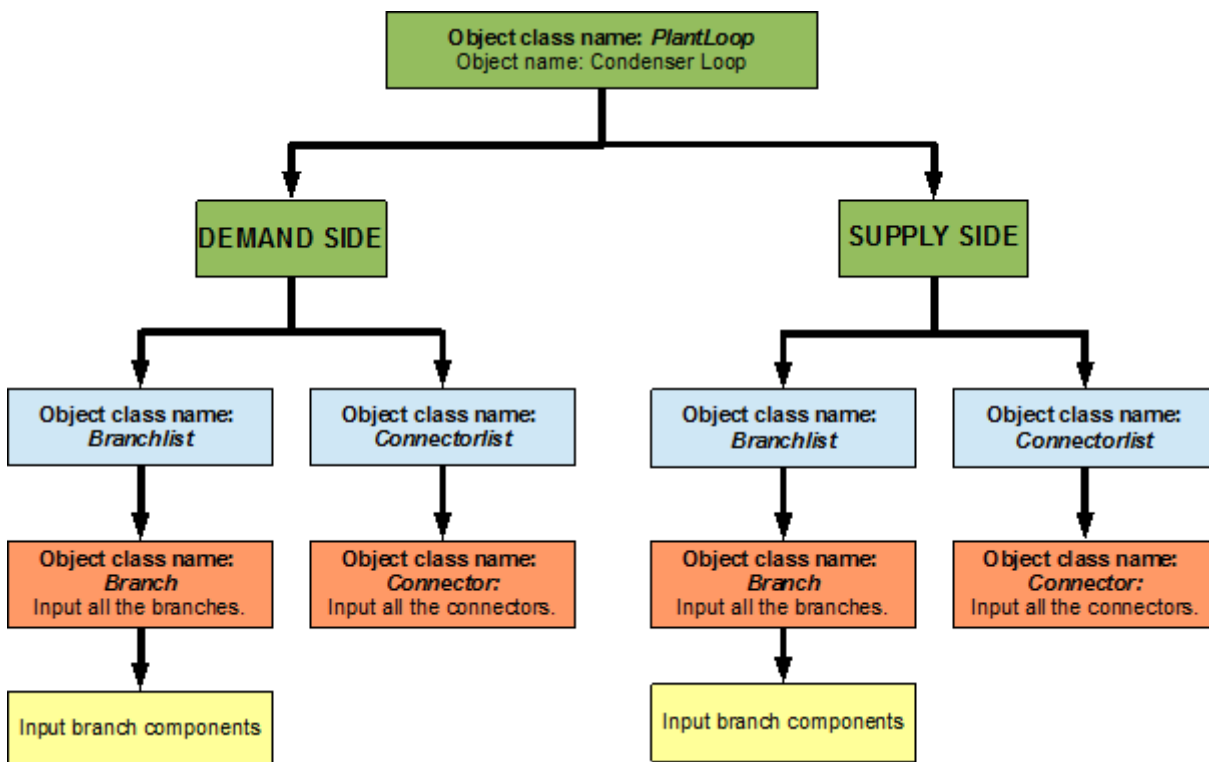 Object class name: PlantLoop
Object name: Condenser Loop
DEMAND SIDE
SUPPLY SIDE
Object class name:
Branchlist
Object class name:
Connectorlist
Object class name:
Branchlist
Object class name:
Connectorlist
Object class name:
Branch
Input all the branches.
Object class name:
Connector:
Input all the connectors.
Object class name:
Branch
Input all the branches.
Object class name:
Connector:
Input all the connectors.
Input branch components
Input branch components